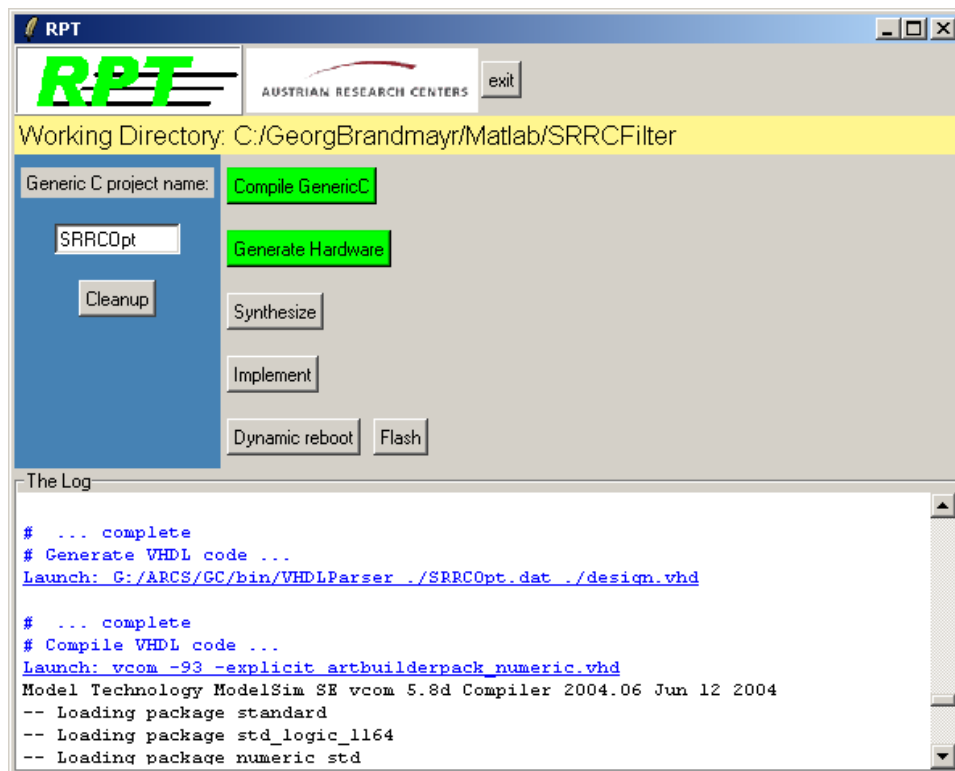 RPT
RPT
AUSTRIAN RESEARCH CENTERS
exit
Working Directory: C:/GeorgBrandmayr/Matlab/SRRCFilter
Generic C project name:
Compile GenericC
SRRCOpt
Generate Hardware
Cleanup
Synthesize
Implement
Dynamic reboot
Flash
The Log
#  ... complete
# Generate VHDL code ...
Launch: G:/ARCS/GC/bin/VHDLParser ./SRRCOpt.dat ./design.vhd
#  ... complete
# Compile VHDL code ...
Launch: vcom -93 -explicit artbuilderpack_numeric.vhd
Model Technology ModelSim SE vcom 5.8d Compiler 2004.06 Jun 12 2004
-- Loading package standard
-- Loading package std_logic_1164
-- Loading package numeric_std